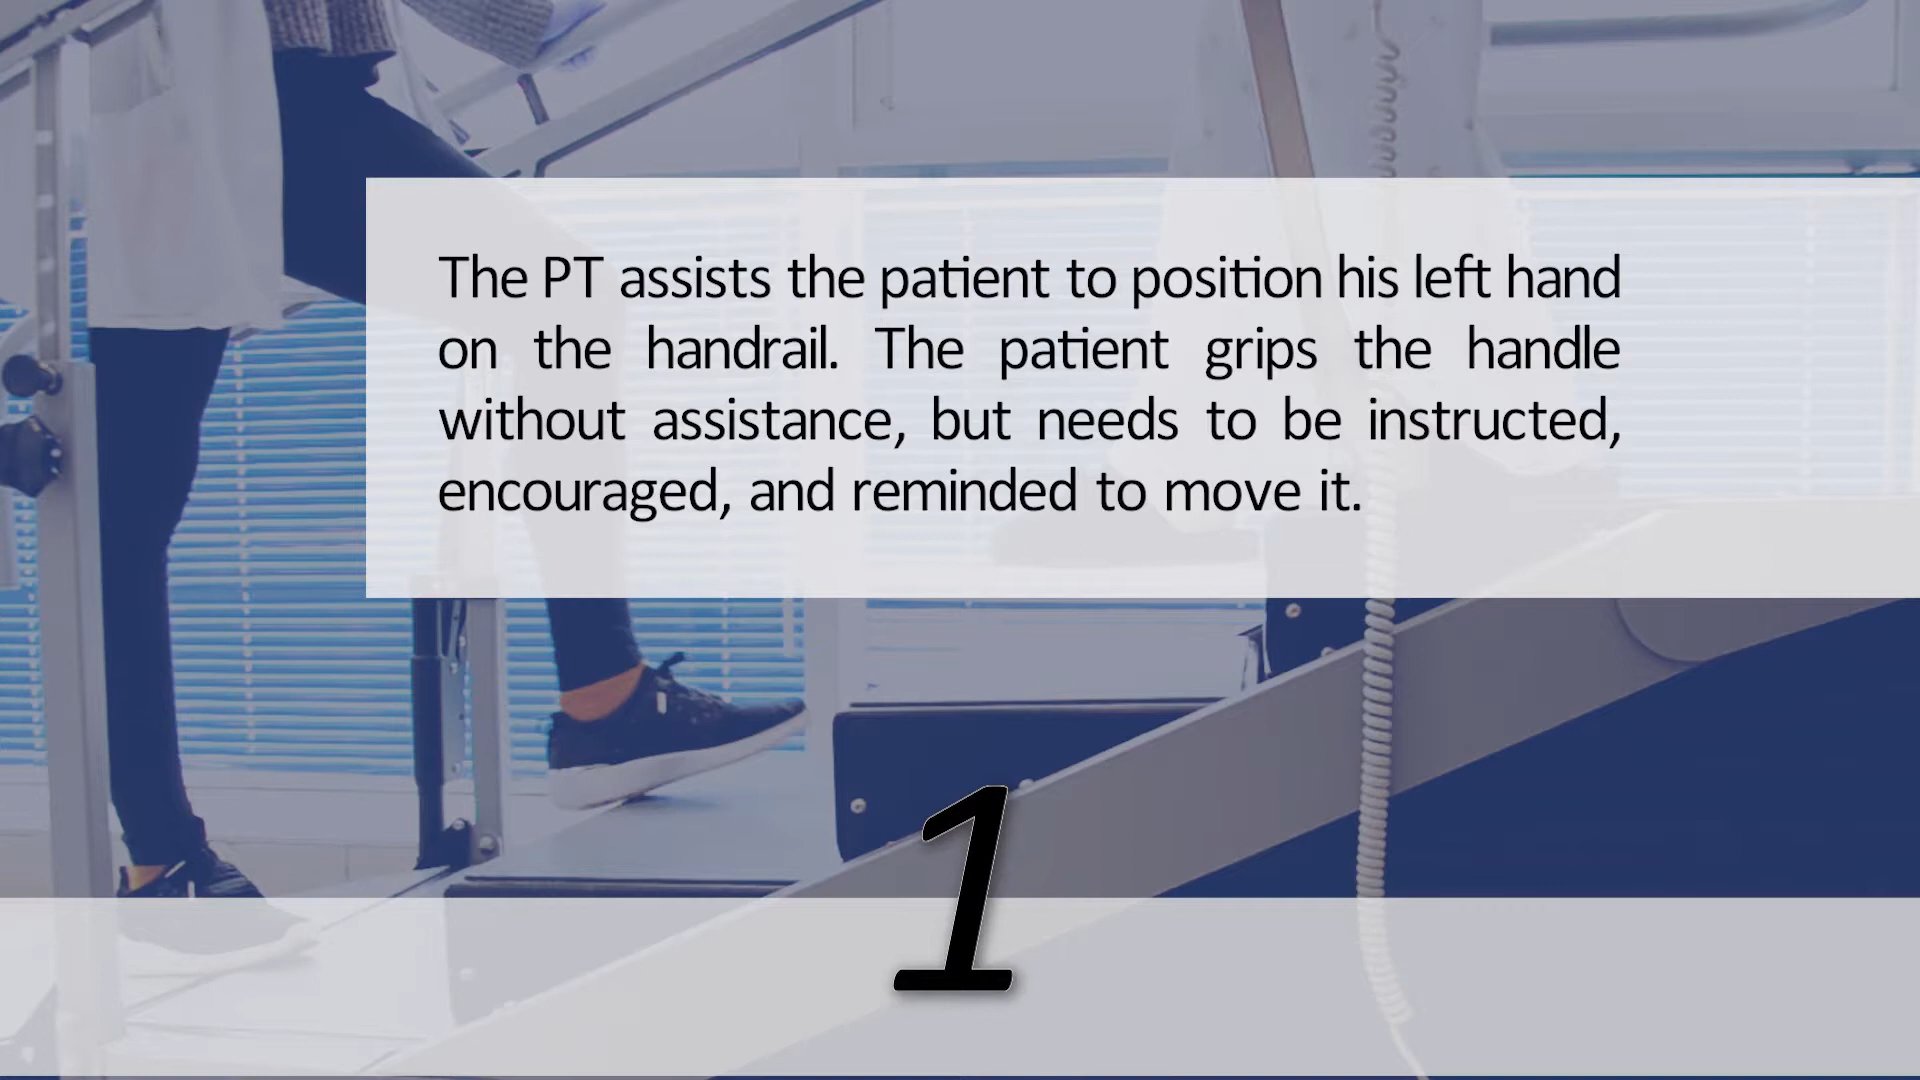 The PT assists the patient to position his left hand
on the handrail. The patient grips the handle
without assistance, but needs to be instructed,
encouraged, and reminded to move it.
1